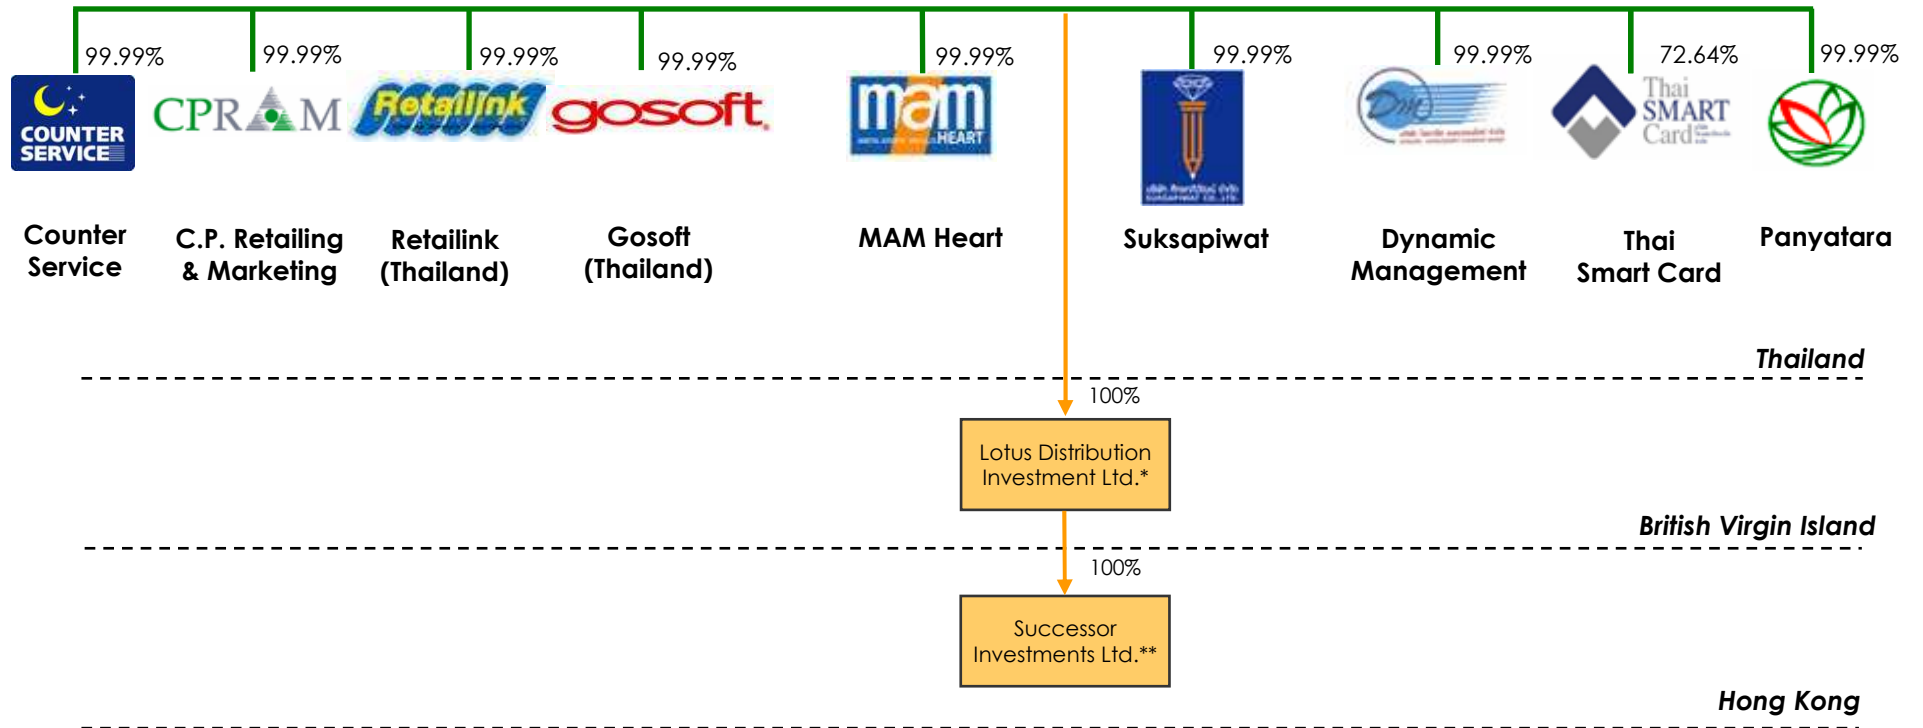 99.99%
99.99%
99.99%
99.99%
99.99%
99.99%
99.99%
72.64%
99.99%
COUNTER
SERVICE
CPRAM
Retailink
gosoft.
mam
HEART
Dm
Thai
SMART
Card
Counter
Service
C.P. Retailing
& Marketing
Retailink
(Thailand)
Gosoft
(Thailand)
MAM Heart
Suksapiwat
Dynamic
Management
Thai
Smart Card
Panyatara
Thailand
100%
Lotus Distribution
Investment Ltd.*
British Virgin Island
100%
Successor
Investments Ltd.**
Hong Kong